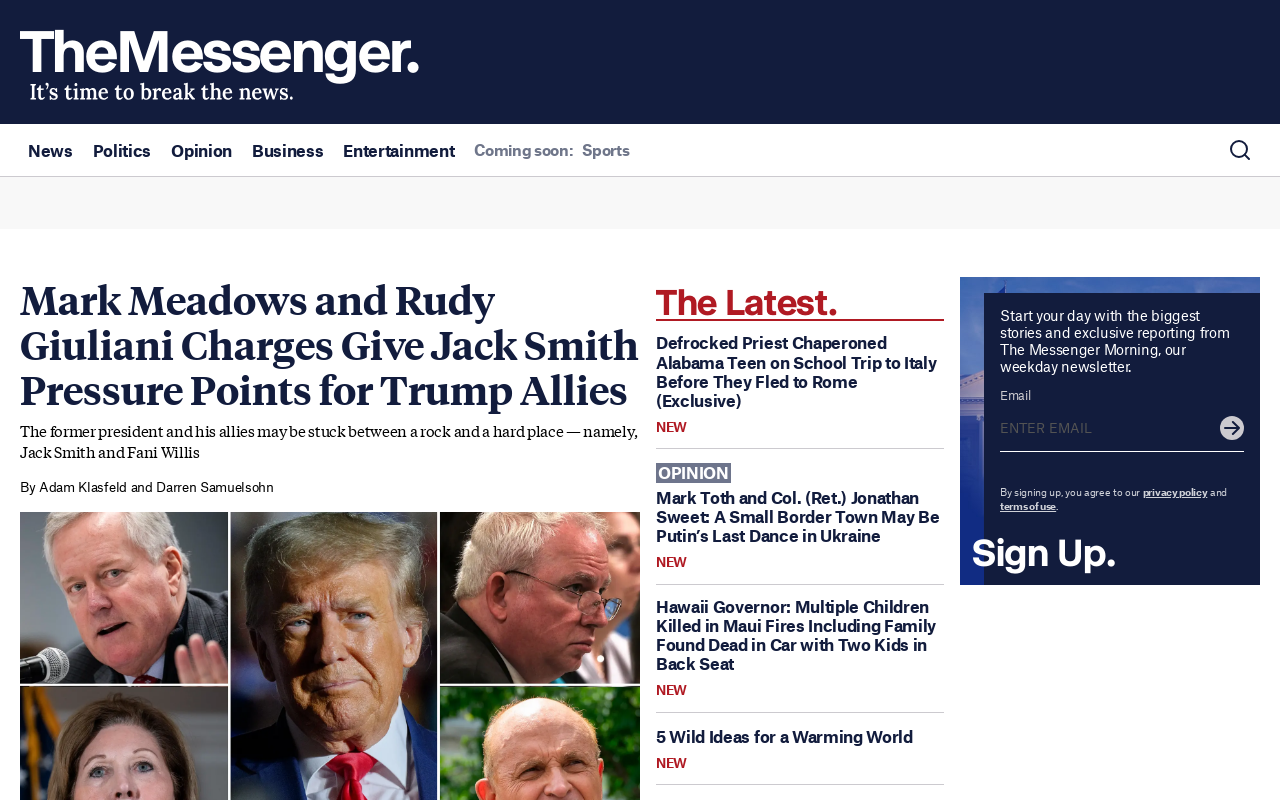 TheMessenger.
It's time to break the news.
News Politics Opinion Business Entertainment Coming soon: Sports
Mark Meadows and Rudy
Giuliani Charges Give Jack Smith
Pressure Points for Trump Allies
The former president and his allies may be stuck between a rock and a hard place — namely,
Jack Smith and Fani Willis
By Adam Klasfeld and Darren Samuelsohn
The Latest.
Defrocked Priest Chaperoned
Alabama Teen on School Trip to Italy
Before They Fled to Rome
(Exclusive)
NEW
OPINION
Mark Toth and Col. (Ret.) Jonathan
Sweet: A Small Border Town May Be
Putin’s Last Dance in Ukraine
NEW
Hawaii Governor: Multiple Children
Killed in Maui Fires Including Family
Found Dead in Car with Two Kids in
Back Seat
NEW
5 Wild Ideas for a Warming World
NEW
Start your day with the biggest
stories and exclusive reporting from
The Messenger Morning, our
weekday newsletter.
Email
ENTER EMAIL
By signing up, you agree to our privacy policy and
terms of use.
Sign Up.